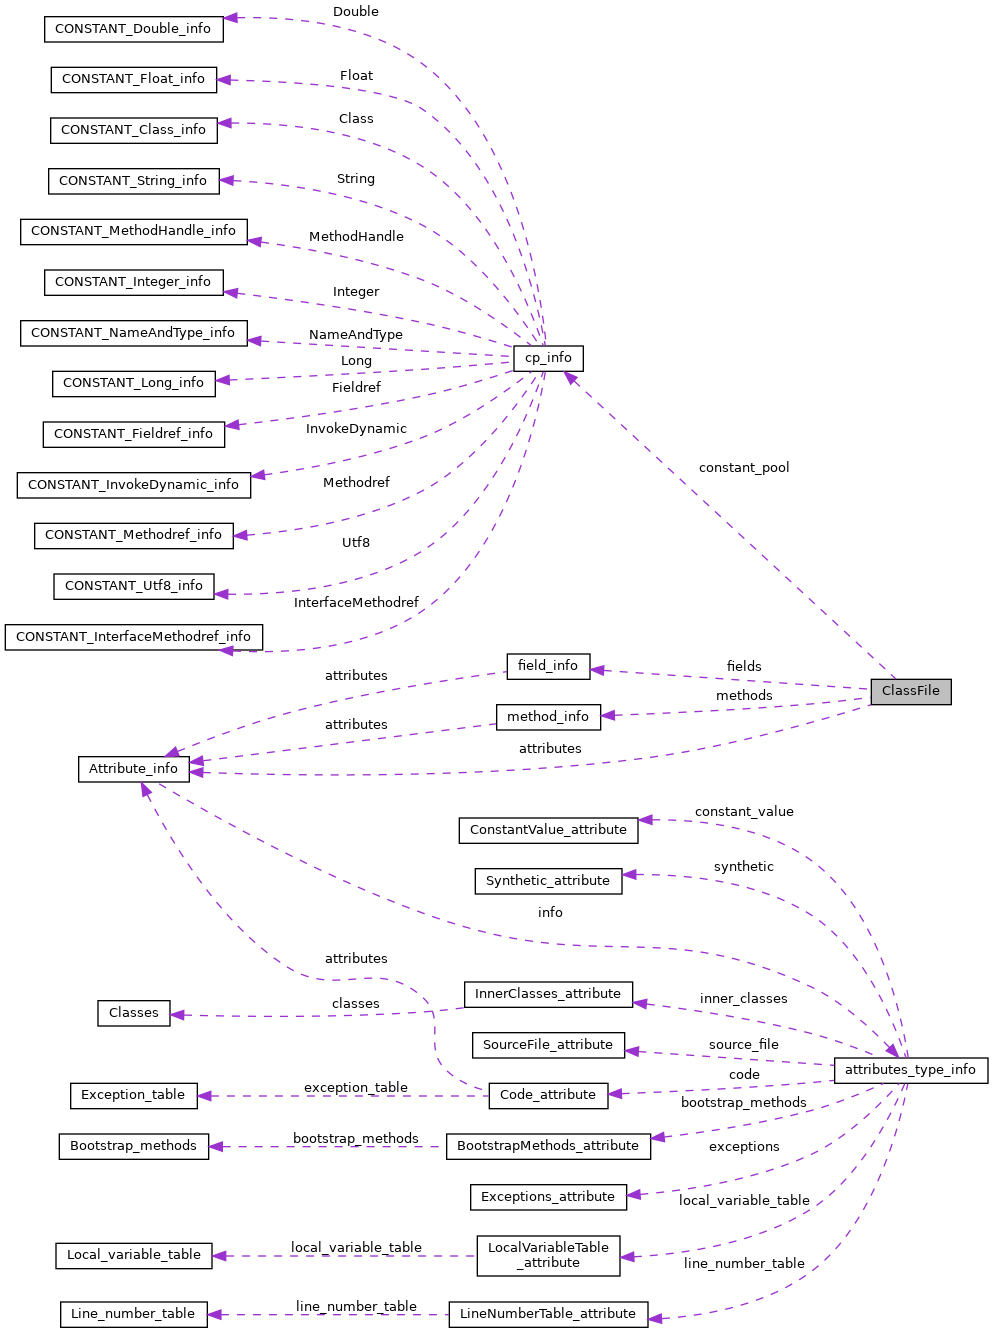 Double
CONSTANT_Double_info
Float
CONSTANT_Float_info
Class
CONSTANT_Class_info
String
CONSTANT_String_info
MethodHandle
CONSTANT_MethodHandle_info
Integer
CONSTANT_Integer_info
NameAndType
CONSTANT_NameAndType_info
cp_info
Long
CONSTANT_Long_info
Fieldref
CONSTANT_Fieldref_info
InvokeDynamic
constant_pool
CONSTANT_InvokeDynamic_info
Methodref
CONSTANT_Methodref_info
Utf8
CONSTANT_Utf8_info
InterfaceMethodref
CONSTANT_InterfaceMethodref_info
attributes
field_info
fields
ClassFile
methods
attributes
method_info
attributes
Attribute_info
constant_value
ConstantValue_attribute
synthetic
Synthetic_attribute
info
attributes
InnerClasses_attribute
inner_classes
classes
Classes
SourceFile_attribute
source_file
attributes_type_info
code
exception_table
Exception_table
Code_attribute
bootstrap_methods
bootstrap_methods
Bootstrap_methods
BootstrapMethods_attribute
exceptions
Exceptions_attribute
local_variable_table
local_variable_table
Local_variable_table
LocalVariableTable
_attribute
line_number_table
line_number_table
Line_number_table
LineNumberTable_attribute